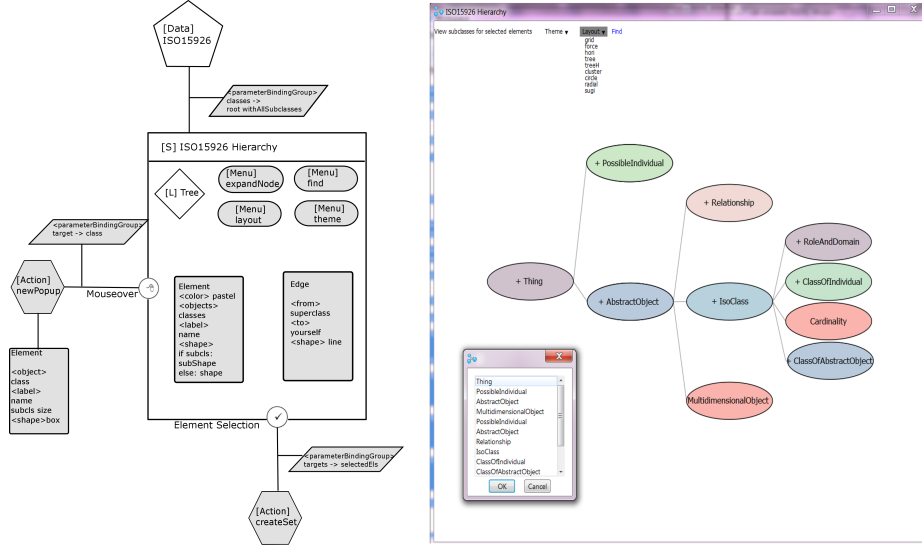 [Data]
ISO15926
<parameterBindingGroup>
classes ->
root withAllSubclasses
[S] ISO15926 Hierarchy
[L] Tree
[Menu]
expandNode
[Menu]
find
[Menu]
layout
[Menu]
theme
<parameterBindingGroup>
target -> class
[Action]
newPopup
Mouseover
Element
<color> pastel
<objects>
classes
<label>
name
<shape>
if subcls:
subShape
else: shape
Edge
<from>
superclass
<to>
yourself
<shape> line
Element
<object>
class
<label>
name
subcls size
<shape>box
Element Selection
<parameterBindingGroup>
targets -> selectedEls
[Action]
createSet
ISO15926 Hierarchy
View subclasses for selected elements Theme Layout Find
grid
force
hori
tree
treeH
cluster
circle
radial
sugi
+ PossibleIndividual
+ Relationship
+ RoleAndDomain
+ ClassOfIndividual
+ Thing
+ AbstractObject
+ IsoClass
Cardinality
+ ClassOfAbstractObject
MultidimensionalObject
Thing
PossibleIndividual
AbstractObject
MultidimensionalObject
PossibleIndividual
AbstractObject
Relationship
IsoClass
ClassOfIndividual
ClassOfAbstractObject
OK Cancel